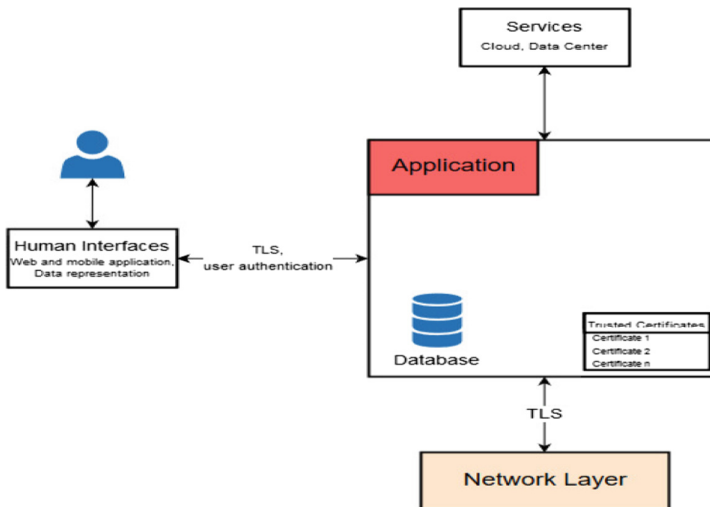 Services
Cloud, Data Center
Application
Human Interfaces
Web and mobile application,
Data representation
TLS,
user authentication
Database
Trusted Certificates
Certificate 1
Certificate 2
Certificate n
TLS
Network Layer